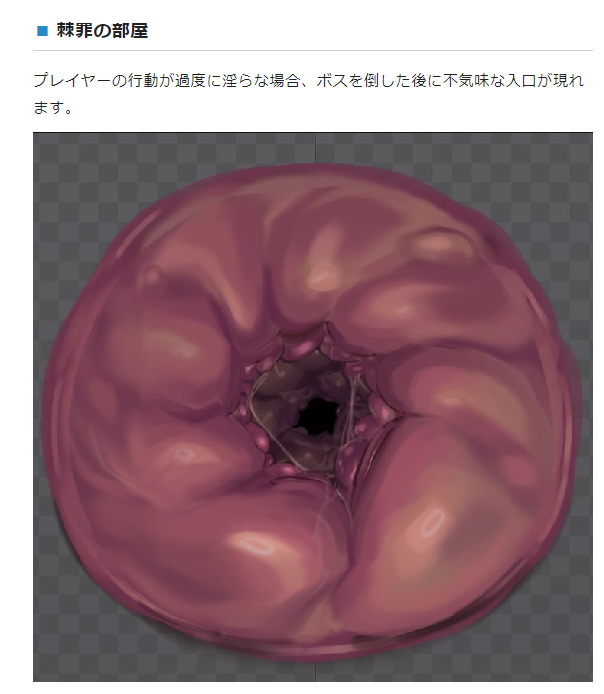 棘罪の部屋
プレイヤーの行動が過度に淫らな場合、ボスを倒した後に不気味な入口が現れ
ます。